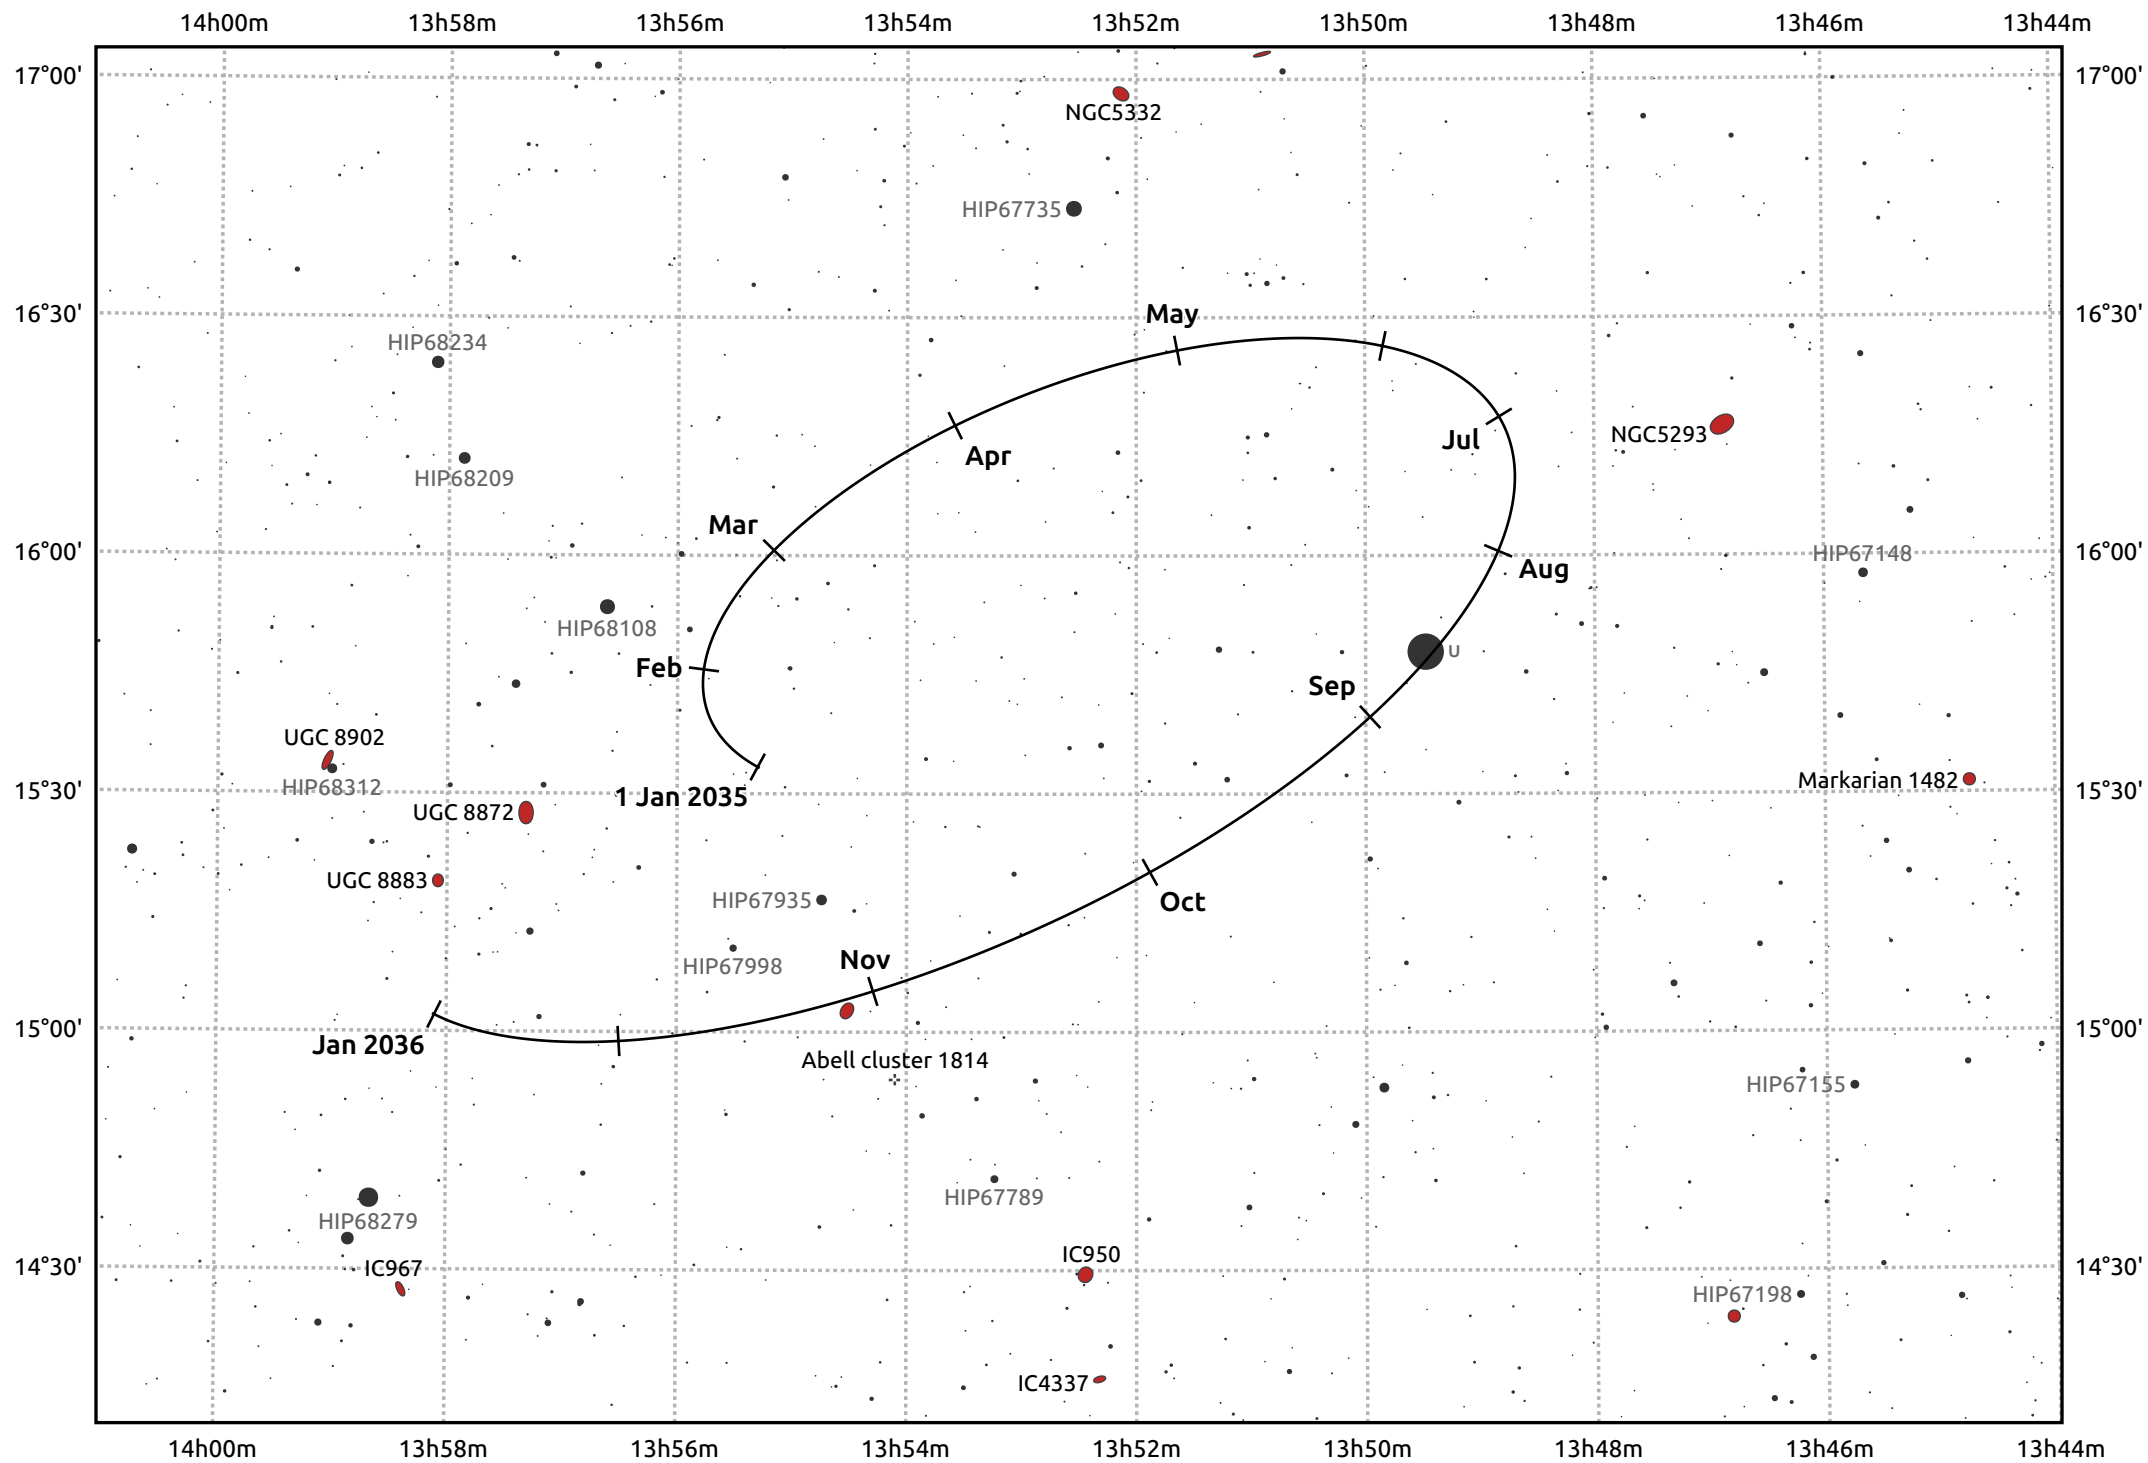 14h00m 13h58m 13h56m 13h54m 13h52m 13h50m 13h48m 13h46m 13h44m
17°00' 17°00'
NGC5332
HIP67735
16°30' May 16°30'
HIP68234
NGC5293
Jul
Apr
HIP68209
Mar
16°00' HIP67148 16°00'
Aug
HIP68108
υ
Feb
Sep
UGC 8902
Markarian 1482
HIP68312
15°30' 15°30'
1 Jan 2035
UGC 8872
UGC 8883
HIP67935
Oct
Nov
HIP67998
15°00' 15°00'
Jan 2036
Abell cluster 1814
HIP67155
HIP67789
HIP68279
IC950
14°30' IC967 14°30'
HIP67198
IC4337
14h00m 13h58m 13h56m 13h54m 13h52m 13h50m 13h48m 13h46m 13h44m